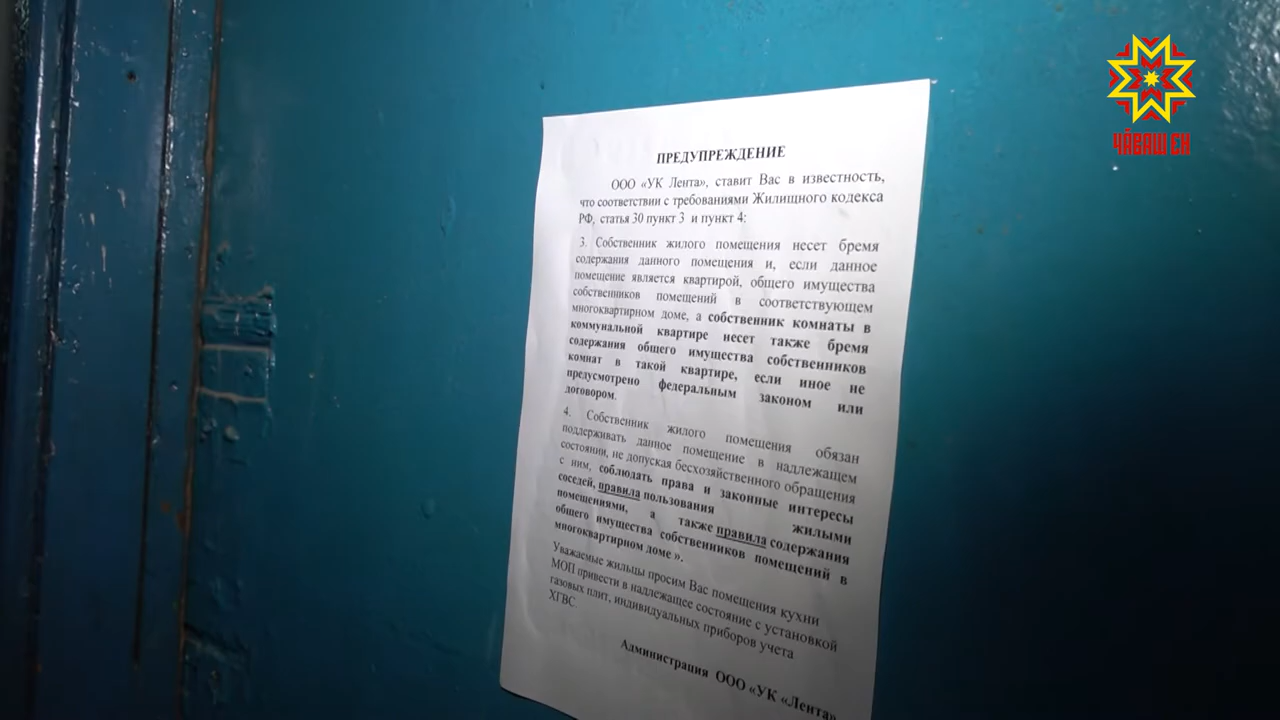 ЧӐВАШ ЕН
ПРЕДУПРЕЖДЕНИЕ
ООО «УК Лента», ставит Вас в известность,
что соответствии с требованиями Жилищного кодекса
РФ, статья 30 пункт 3 и пункт 4:
3. Собственник жилого помещения несет бремя
содержания данного помещения и, если данное
помещение является квартирой, общего имущества
собственников помещений в соответствующем
многоквартирном доме, а собственник комнаты в
коммунальной квартире несет также бремя
содержания общего имущества собственников
комнат в такой квартире, если иное не
предусмотрено федеральным законом или
договором.
4. Собственник жилого помещения обязан
поддерживать данное помещение в надлежащем
состоянии, не допуская бесхозяйственного обращения
с ним, соблюдать права и законные интересы
соседей, правила пользования жилыми
помещениями, а также правила содержания
общего имущества собственников помещений в
многоквартирном доме ».
Уважаемые жильцы просим Вас помещения кухни
МОП привести в надлежащее состояние с установкой
газовых плит, индивидуальных приборов учета
ХГВС.
Администрация ООО «УК «Лента»